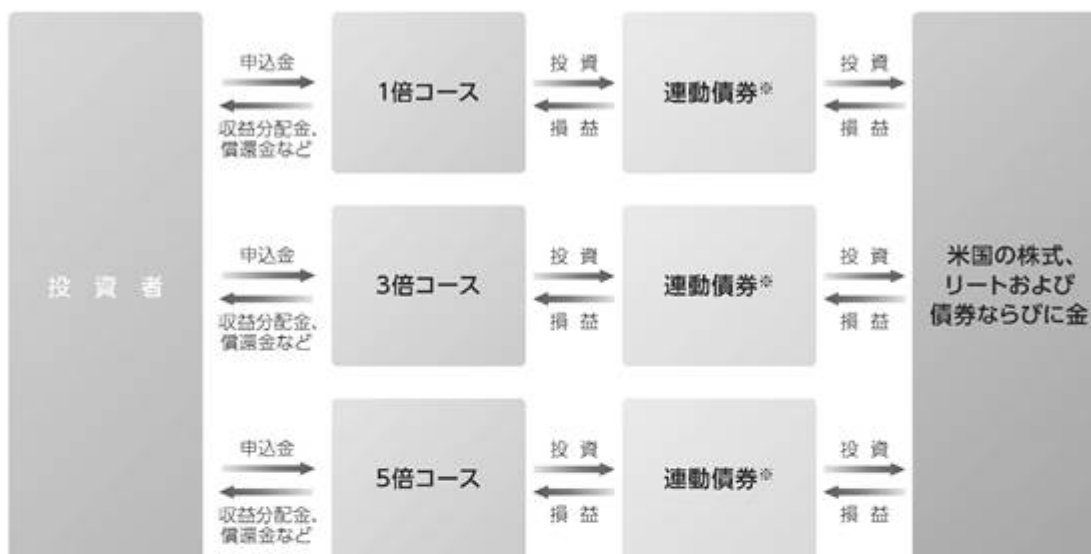 投資者
申込金
収益分配金、
償還金など
1倍コース
投資
損益
連動債券※
投資
損益
申込金
収益分配金、
償還金など
3倍コース
投資
損益
連動債券※
投資
損益
申込金
収益分配金、
償還金など
5倍コース
投資
損益
連動債券※
投資
損益
米国の株式、
リートおよび
債券ならびに金